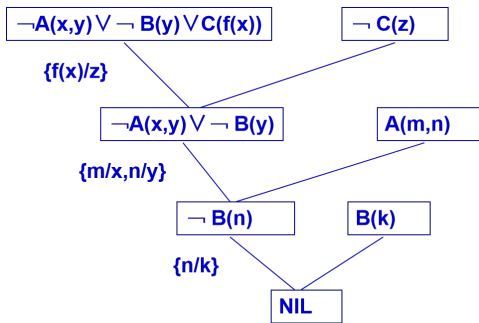 ¬A(x,y)∨¬ B(y)∨C(f(x))
¬ C(z)
{f(x)/z}
¬A(x,y)∨ ¬ B(y)
A(m,n)
{m/x,n/y}
¬ B(n)
B(k)
{n/k}
NIL